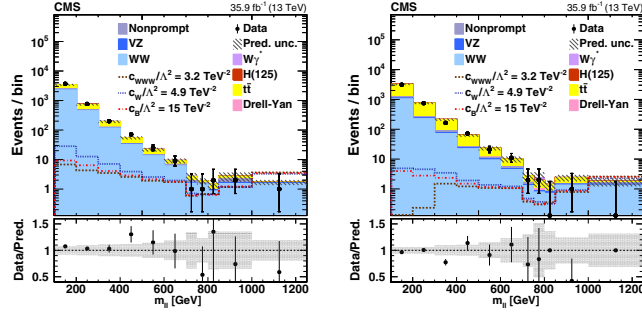 CMS 35.9 fb⁻¹ (13 TeV)
Nonprompt Data
VZ Pred. unc.
WW Wγ*
c_WWW/Λ² = 3.2 TeV⁻² H(125)
c_W/Λ² = 4.9 TeV⁻² tt̄
c_B/Λ² = 15 TeV⁻² Drell-Yan
Events / bin
10⁵
10⁴
10³
10²
10
1
Data/Pred.
1.5
1.0
0.5
200 400 600 800 1000 1200
m_ll [GeV]
CMS 35.9 fb⁻¹ (13 TeV)
Nonprompt Data
VZ Pred. unc.
WW Wγ*
c_WWW/Λ² = 3.2 TeV⁻² H(125)
c_W/Λ² = 4.9 TeV⁻² tt̄
c_B/Λ² = 15 TeV⁻² Drell-Yan
Events / bin
10⁵
10⁴
10³
10²
10
1
Data/Pred.
1.5
1.0
0.5
200 400 600 800 1000 1200
m_ll [GeV]